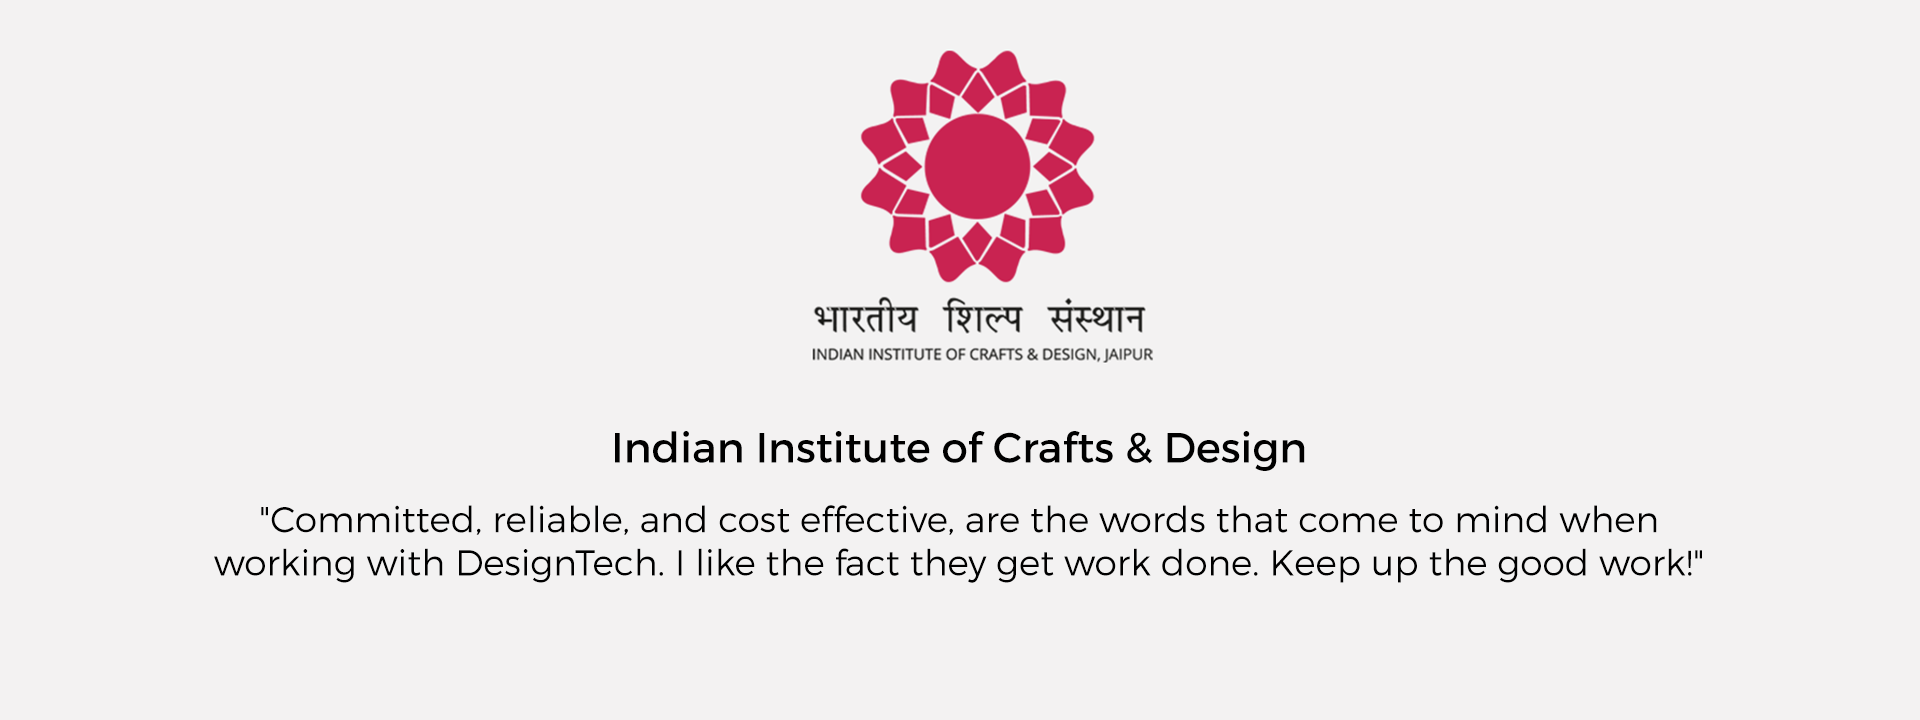 भारतीय शिल्प संस्थान
INDIAN INSTITUTE OF CRAFTS & DESIGN, JAIPUR
Indian Institute of Crafts & Design
"Committed, reliable, and cost effective, are the words that come to mind when
working with DesignTech. I like the fact they get work done. Keep up the good work!"